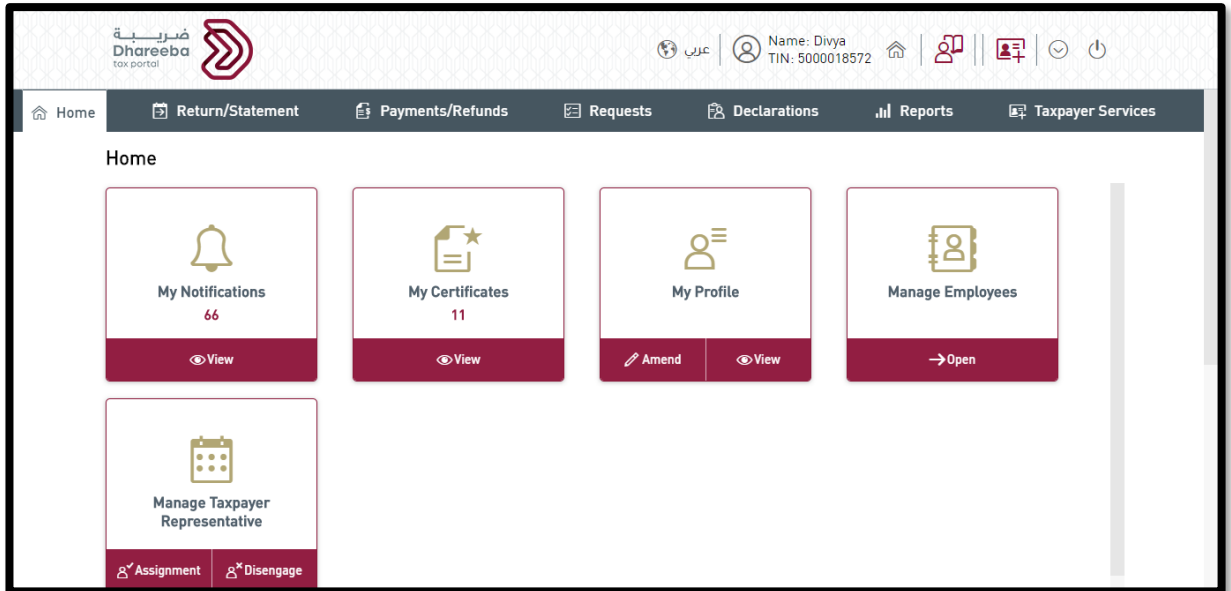 ضريبـــــة
Dhareeba
tax portal
عربي
Name: Divya
TIN: 5000018572
Home
Return/Statement
Payments/Refunds
Requests
Declarations
Reports
Taxpayer Services
Home
My Notifications
66
View
My Certificates
11
View
My Profile
Amend
View
Manage Employees
Open
Manage Taxpayer
Representative
Assignment
Disengage